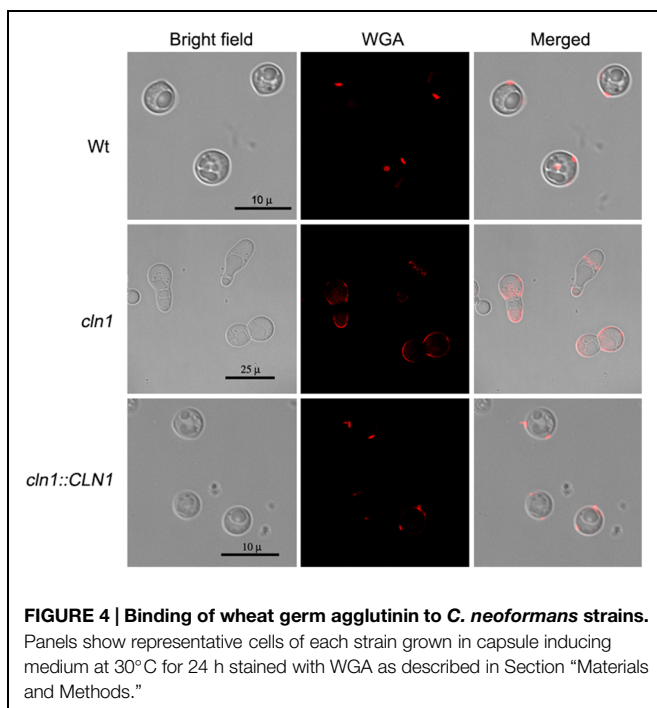 Bright field WGA Merged
Wt
10 μ
cln1
25 μ
cln1::CLN1
10 μ
FIGURE 4 | Binding of wheat germ agglutinin to C. neoformans strains.
Panels show representative cells of each strain grown in capsule inducing
medium at 30°C for 24 h stained with WGA as described in Section “Materials
and Methods.”